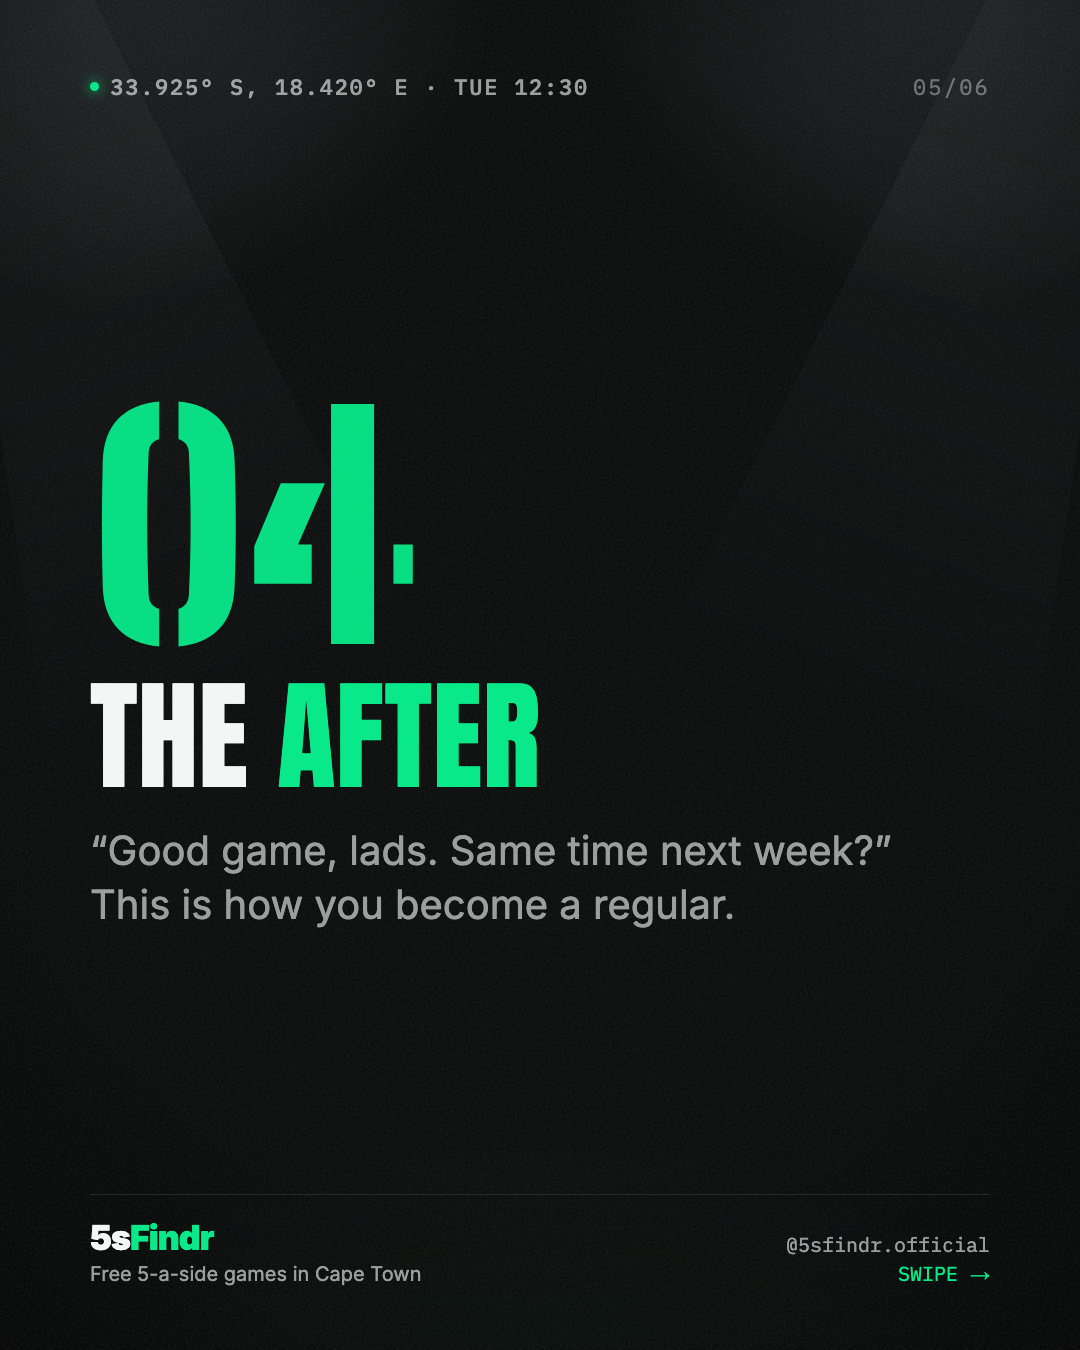 33.925° S, 18.420° E · TUE 12:30
05/06
04
THE AFTER
“Good game, lads. Same time next week?”
This is how you become a regular.
5sFindr
Free 5-a-side games in Cape Town
@5sfindr.official
SWIPE →